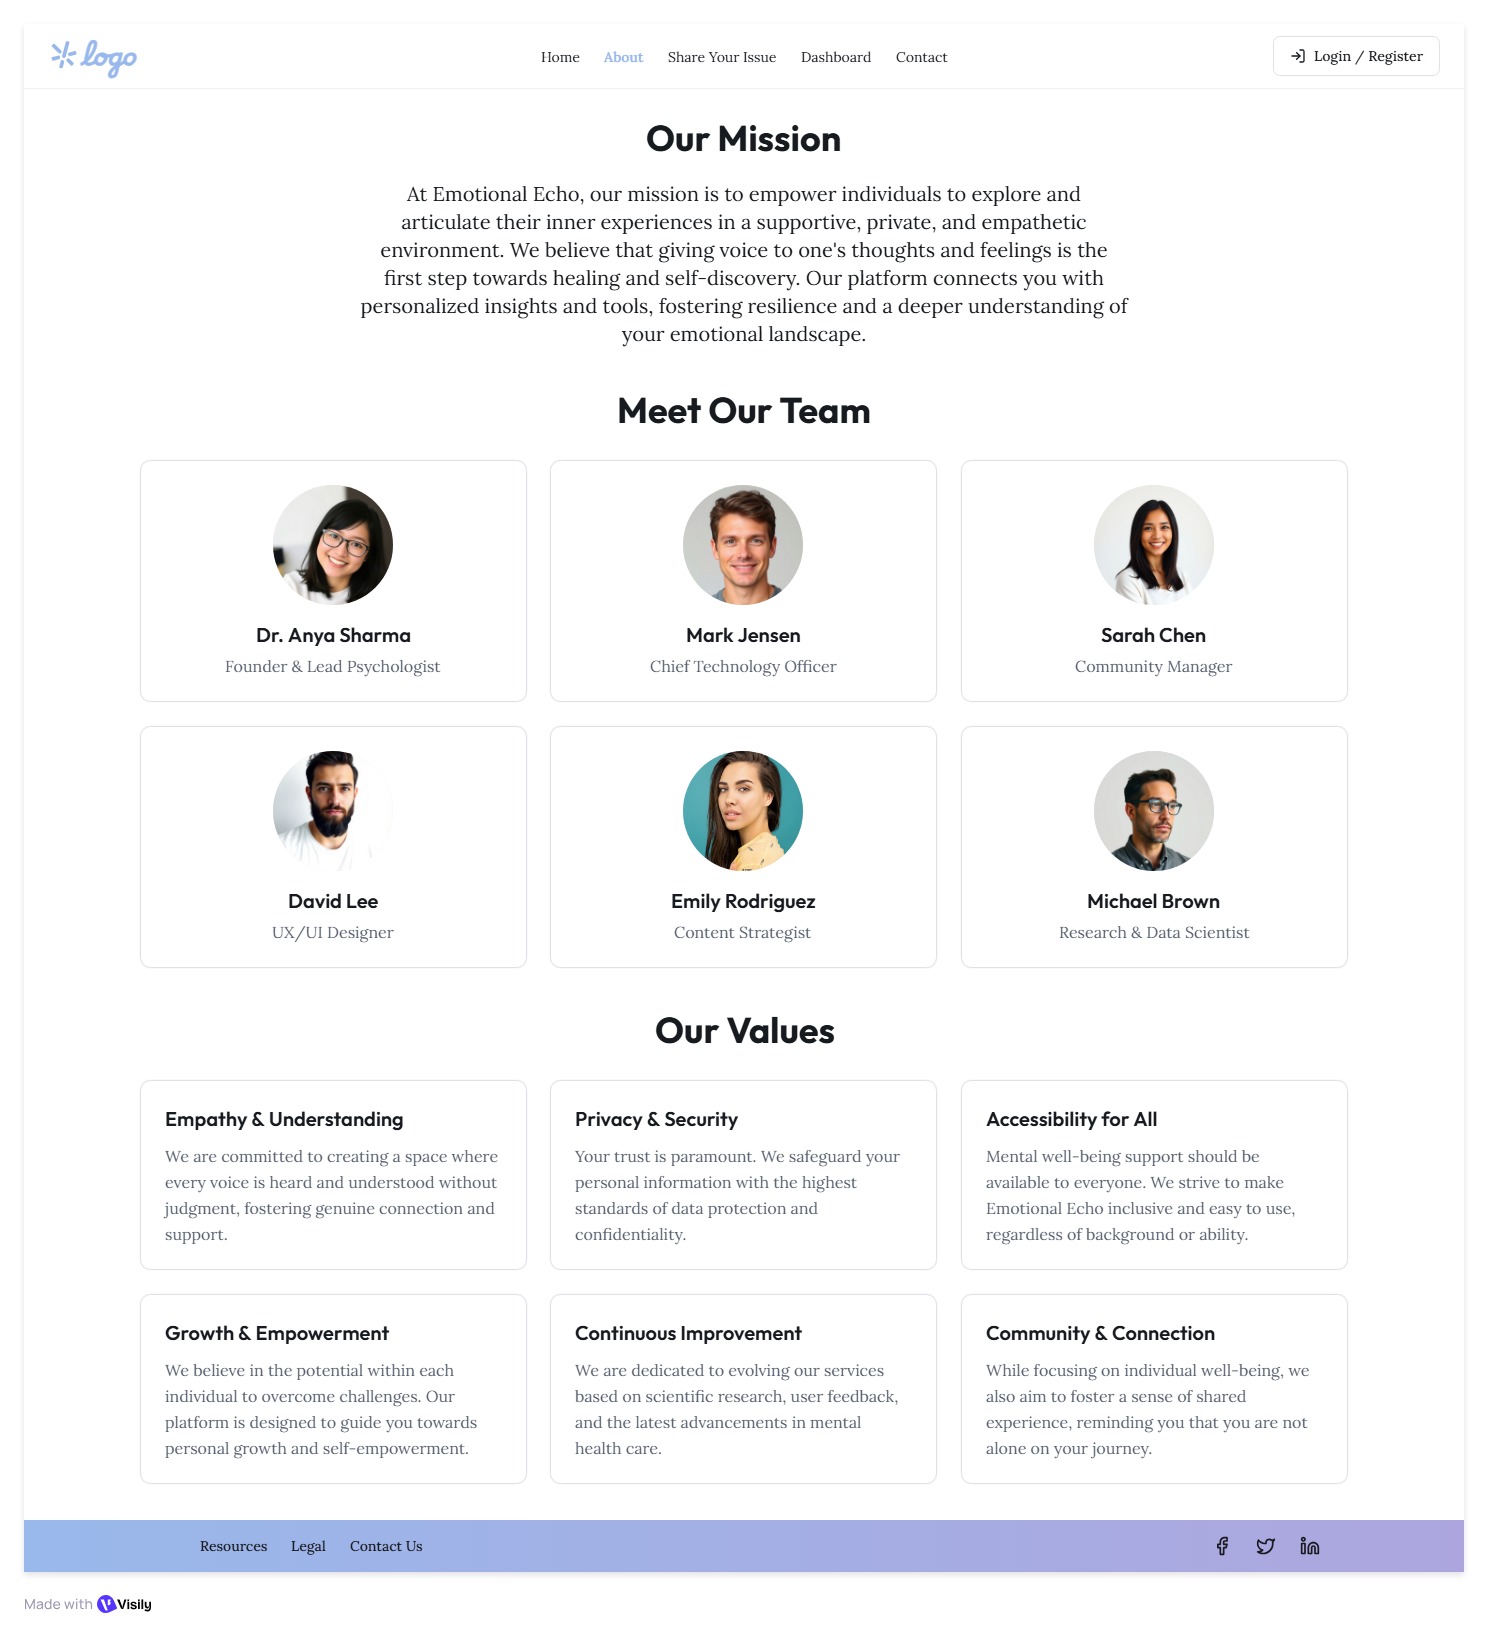 logo
Home About Share Your Issue Dashboard Contact
Login / Register
Our Mission
At Emotional Echo, our mission is to empower individuals to explore and
articulate their inner experiences in a supportive, private, and empathetic
environment. We believe that giving voice to one's thoughts and feelings is the
first step towards healing and self-discovery. Our platform connects you with
personalized insights and tools, fostering resilience and a deeper understanding of
your emotional landscape.
Meet Our Team
Dr. Anya Sharma
Founder & Lead Psychologist
Mark Jensen
Chief Technology Officer
Sarah Chen
Community Manager
David Lee
UX/UI Designer
Emily Rodriguez
Content Strategist
Michael Brown
Research & Data Scientist
Our Values
Empathy & Understanding
We are committed to creating a space where
every voice is heard and understood without
judgment, fostering genuine connection and
support.
Privacy & Security
Your trust is paramount. We safeguard your
personal information with the highest
standards of data protection and
confidentiality.
Accessibility for All
Mental well-being support should be
available to everyone. We strive to make
Emotional Echo inclusive and easy to use,
regardless of background or ability.
Growth & Empowerment
We believe in the potential within each
individual to overcome challenges. Our
platform is designed to guide you towards
personal growth and self-empowerment.
Continuous Improvement
We are dedicated to evolving our services
based on scientific research, user feedback,
and the latest advancements in mental
health care.
Community & Connection
While focusing on individual well-being, we
also aim to foster a sense of shared
experience, reminding you that you are not
alone on your journey.
Resources Legal Contact Us
Made with Visily